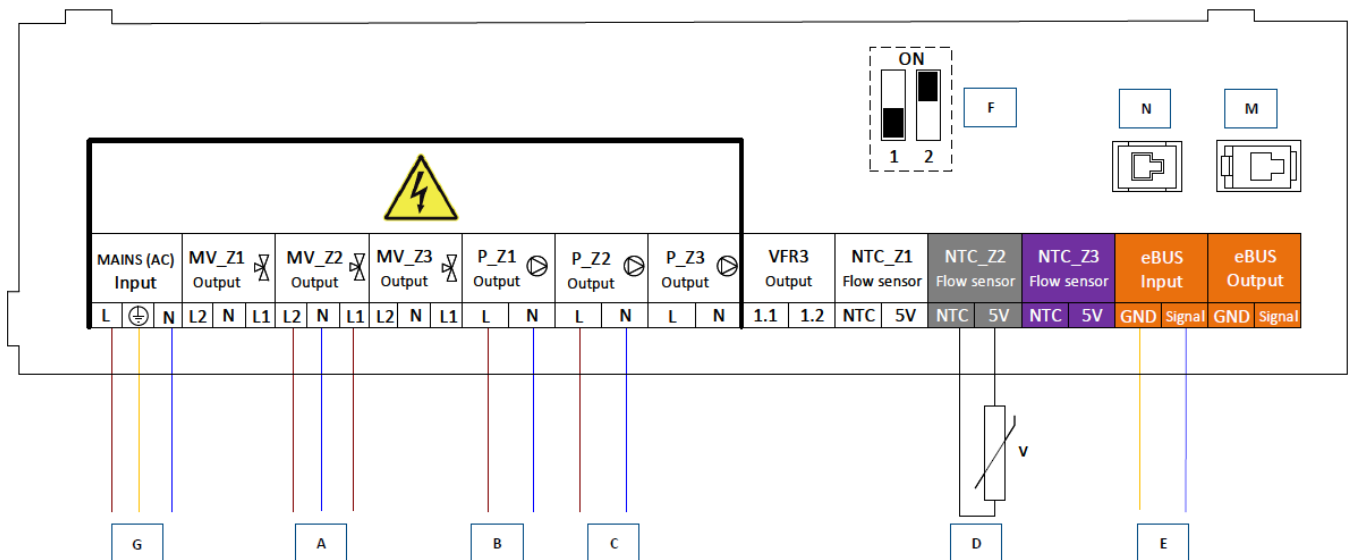 ON
1 2
F
N
M
MAINS (AC)
Input
MV_Z1
Output
MV_Z2
Output
MV_Z3
Output
P_Z1
Output
P_Z2
Output
P_Z3
Output
VFR3
Output
NTC_Z1
Flow sensor
NTC_Z2
Flow sensor
NTC_Z3
Flow sensor
eBUS
Input
eBUS
Output
L N L2 N L1 L2 N L1 L2 N L1 L N L N L N 1.1 1.2 NTC 5V NTC 5V NTC 5V GND Signal GND Signal
V
G
A
B
C
D
E